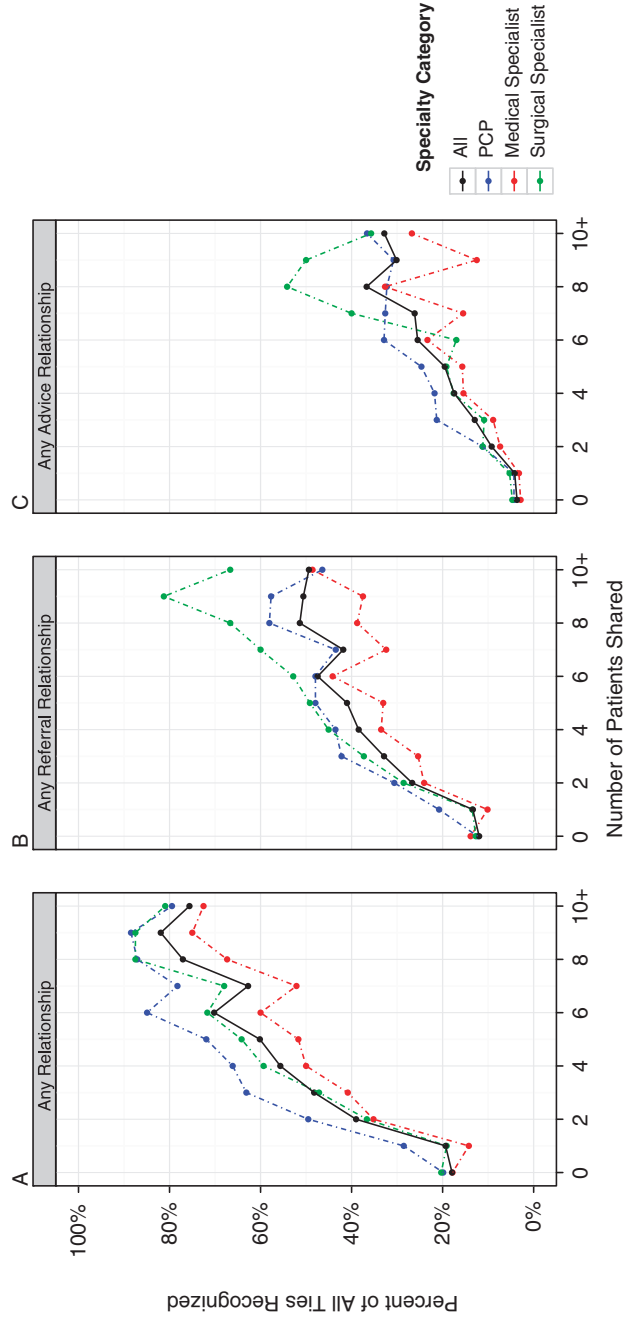 A
Any Relationship
B
Any Referral Relationship
C
Any Advice Relationship
Percent of All Ties Recognized
100%
80%
60%
40%
20%
0%
0 2 4 6 8 10+
0 2 4 6 8 10+
0 2 4 6 8 10+
Number of Patients Shared
Specialty Category
All
PCP
Medical Specialist
Surgical Specialist